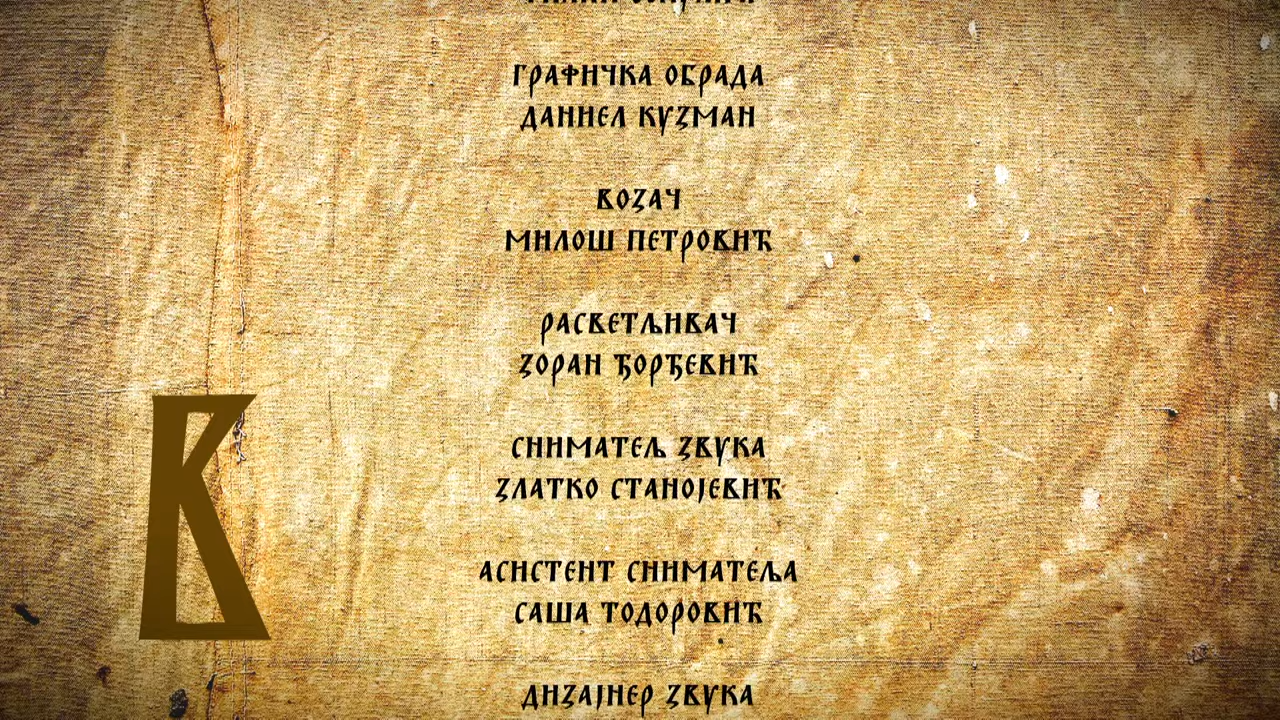 ГРАФИЧКА ОБРАДА
ДАНИЕЛ КУЗМАН
ВОЗАЧ
МИЛОШ ПЕТРОВИЋ
РАСВЕТЉИВАЧ
ЗОРАН ЂОРЂЕВИЋ
СНИМАТЕЉ ЗВУКА
ЗЛАТКО СТАНОЈЕВИЋ
В
АСИСТЕНТ СНИМАТЕЉА
САША ТОДОРОВИЋ
ДИЗАЈНЕР ЗВУКА